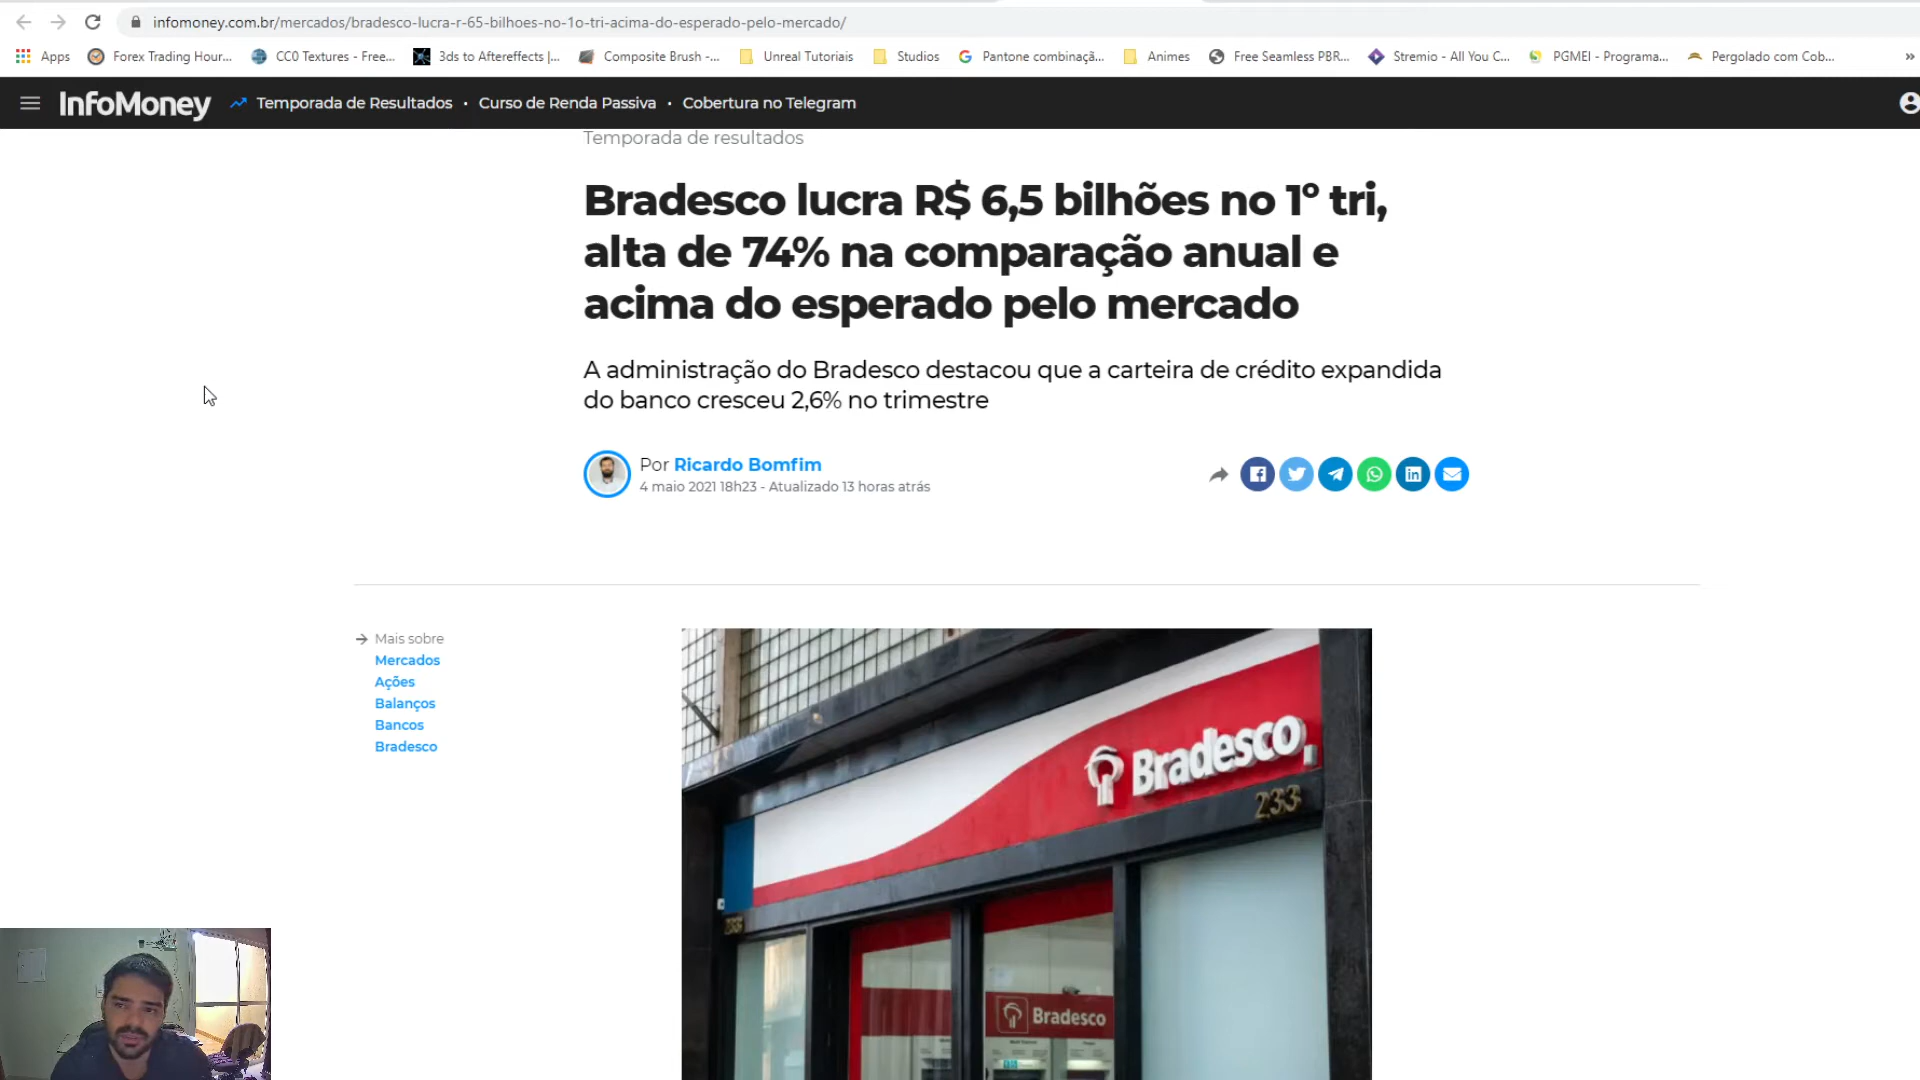 infomoney.com.br/mercados/bradesco-lucra-r-65-bilhoes-no-1o-tri-acima-do-esperado-pelo-mercado/
Apps Forex Trading Hour... CC0 Textures - Free... 3ds to Aftereffects |... Composite Brush -... Unreal Tutoriais Studios Pantone combinaçã... Animes Free Seamless PBR... Stremio - All You C... PGMEI - Programa... Pergolado com Cob... »
InfoMoney Temporada de Resultados · Curso de Renda Passiva · Cobertura no Telegram
Temporada de resultados
Bradesco lucra R$ 6,5 bilhões no 1º tri,
alta de 74% na comparação anual e
acima do esperado pelo mercado
A administração do Bradesco destacou que a carteira de crédito expandida
do banco cresceu 2,6% no trimestre
Por Ricardo Bomfim
4 maio 2021 18h23 - Atualizado 13 horas atrás
Mais sobre
Mercados
Ações
Balanços
Bancos
Bradesco
Bradesco
233
233
Bradesco